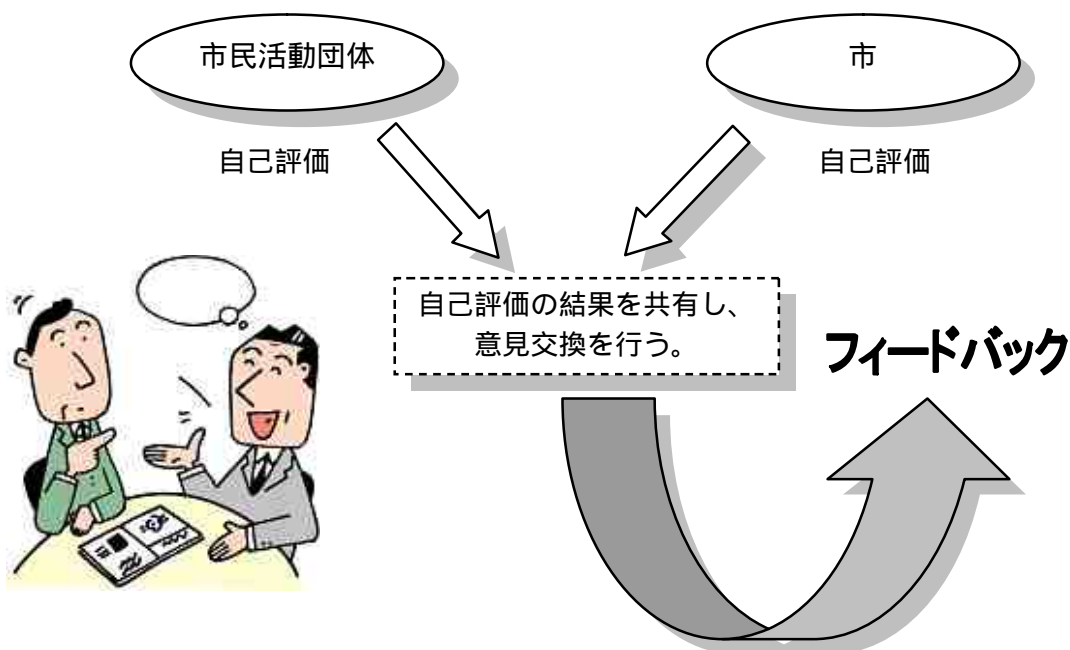 市民活動団体
市
自己評価
自己評価
自己評価の結果を共有し、
意見交換を行う。
フィードバック